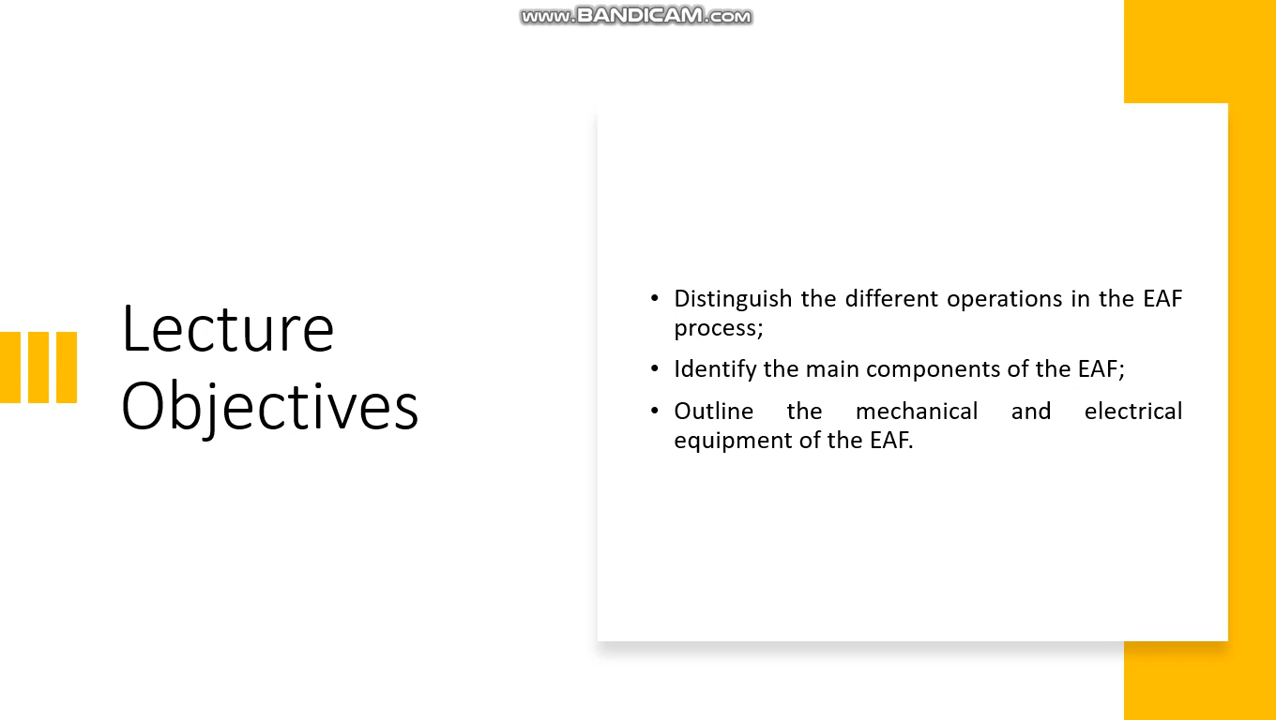 www.BANDICAM.com
Lecture
Objectives
• Distinguish the different operations in the EAF
process;
• Identify the main components of the EAF;
• Outline the mechanical and electrical
equipment of the EAF.